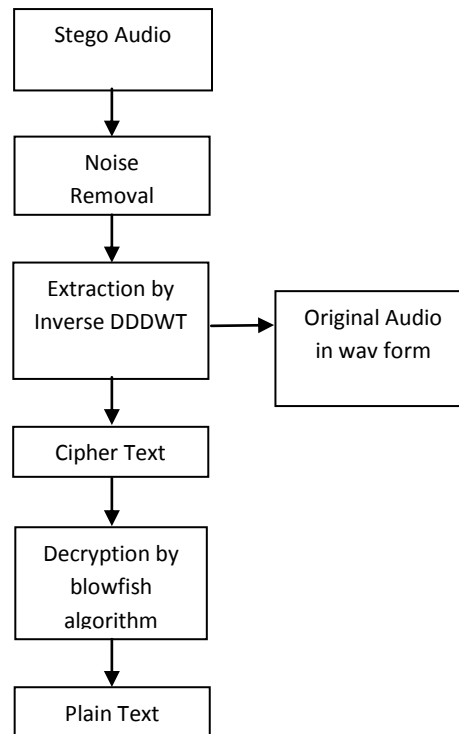 Stego Audio
Noise
Removal
Extraction by
Inverse DDDWT
Original Audio
in wav form
Cipher Text
Decryption by
blowfish
algorithm
Plain Text